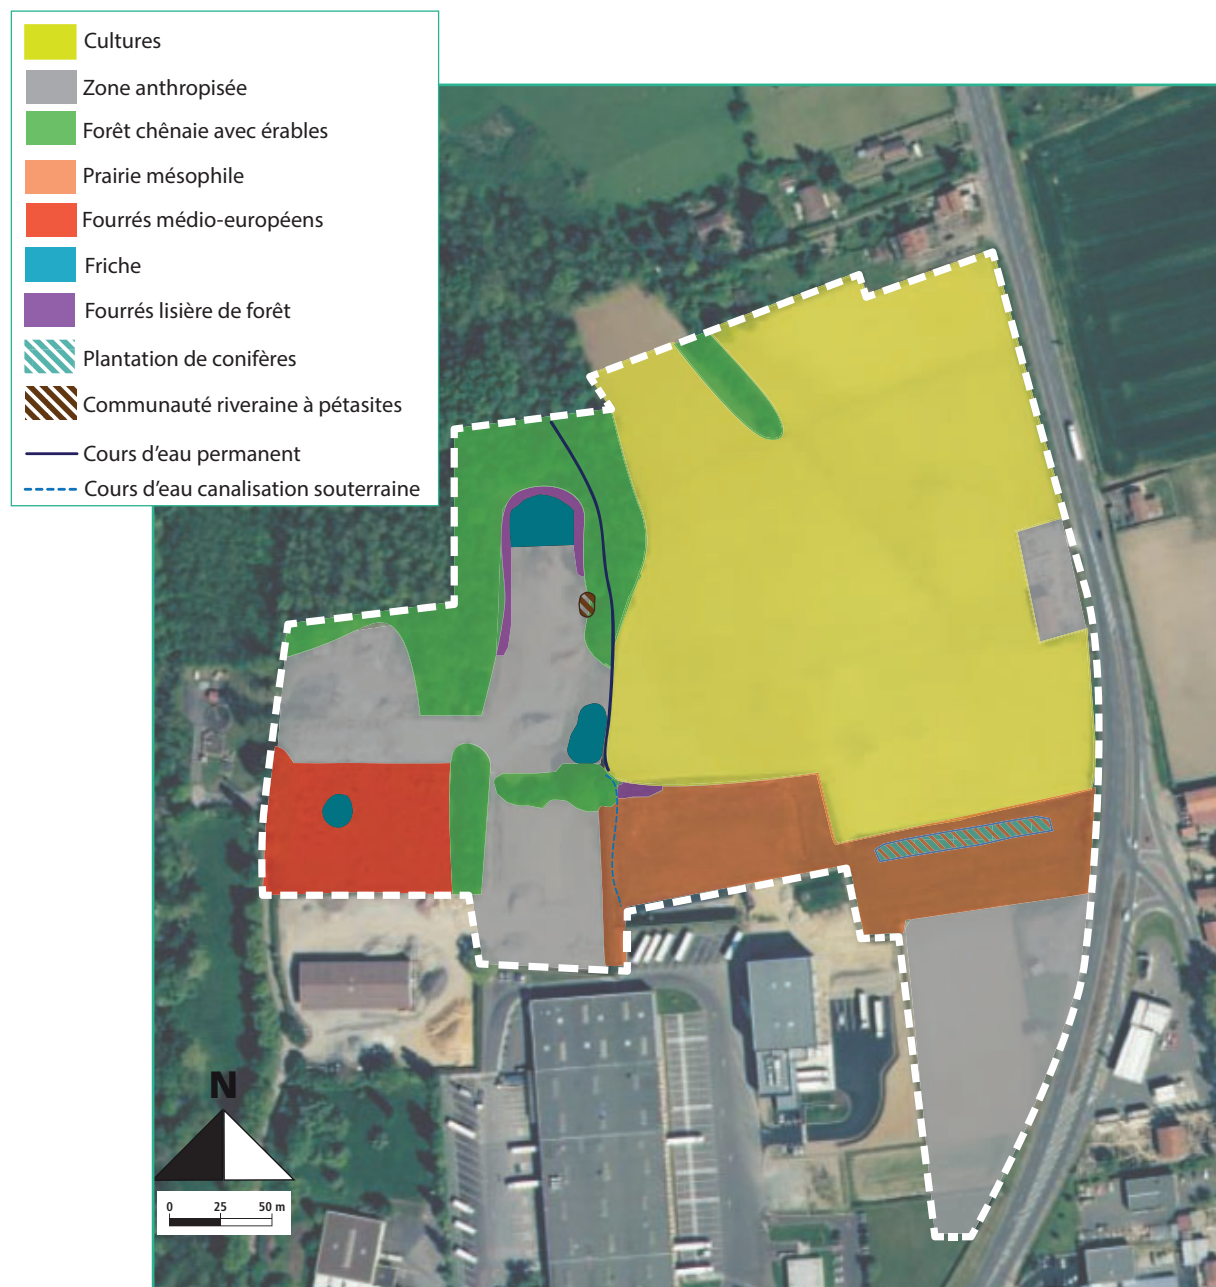 Cultures
Zone anthropisée
Forêt chênaie avec érables
Prairie mésophile
Fourrés médio-européens
Friche
Fourrés lisière de forêt
Plantation de conifères
Communauté riveraine à pétasites
Cours d'eau permanent
Cours d'eau canalisation souterraine
N
0 25 50 m